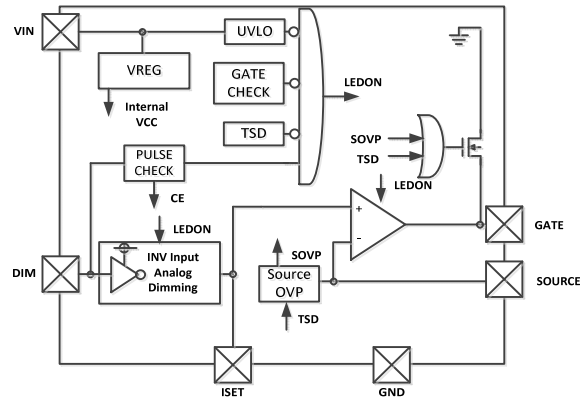 VIN
UVLO
VREG
GATE
CHECK
LEDON
Internal
VCC
TSD
SOVP
TSD
PULSE
CHECK
CE
LEDON
LEDON
+
-
GATE
DIM
INV Input
Analog
Dimming
SOVP
Source
OVP
SOURCE
TSD
ISET
GND